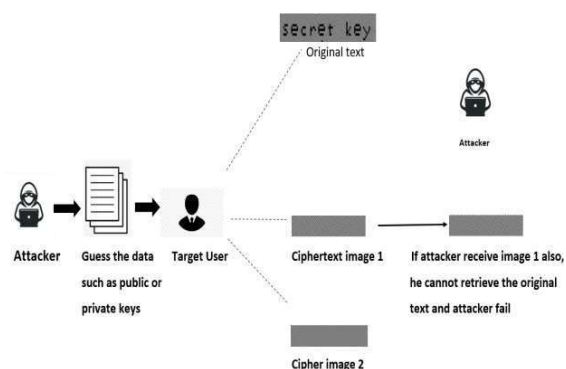 secret key
Original text
Attacker
Attacker
Guess the data
such as public or
private keys
Target User
Ciphertext image 1
If attacker receive image 1 also,
he cannot retrieve the original
text and attacker fail
Cipher image 2